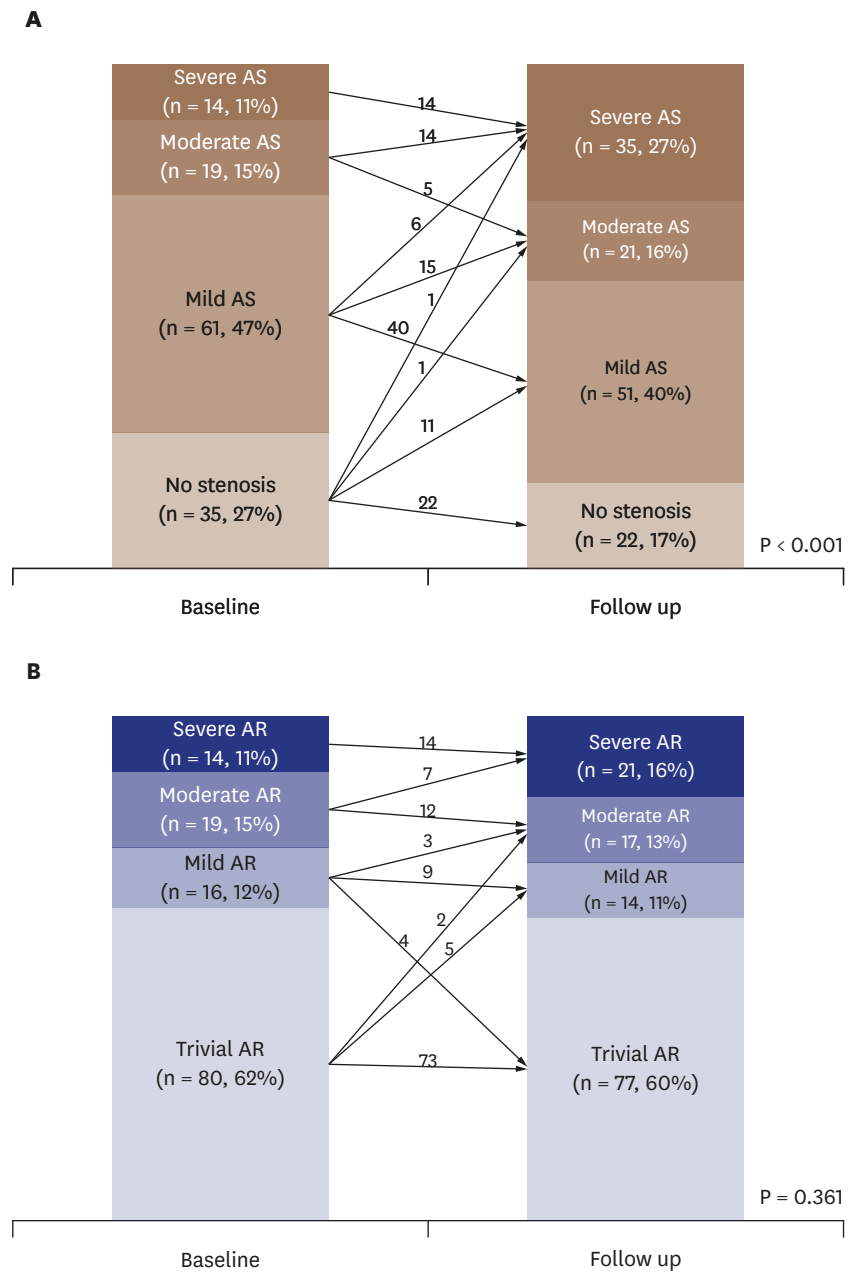 A
Severe AS
(n = 14, 11%)
Moderate AS
(n = 19, 15%)
Mild AS
(n = 61, 47%)
No stenosis
(n = 35, 27%)
14
14
5
6
15
1
40
1
11
22
Severe AS
(n = 35, 27%)
Moderate AS
(n = 21, 16%)
Mild AS
(n = 51, 40%)
No stenosis
(n = 22, 17%)
P < 0.001
Baseline
Follow up
B
Severe AR
(n = 14, 11%)
Moderate AR
(n = 19, 15%)
Mild AR
(n = 16, 12%)
Trivial AR
(n = 80, 62%)
14
7
12
3
9
2
4
5
73
Severe AR
(n = 21, 16%)
Moderate AR
(n = 17, 13%)
Mild AR
(n = 14, 11%)
Trivial AR
(n = 77, 60%)
P = 0.361
Baseline
Follow up